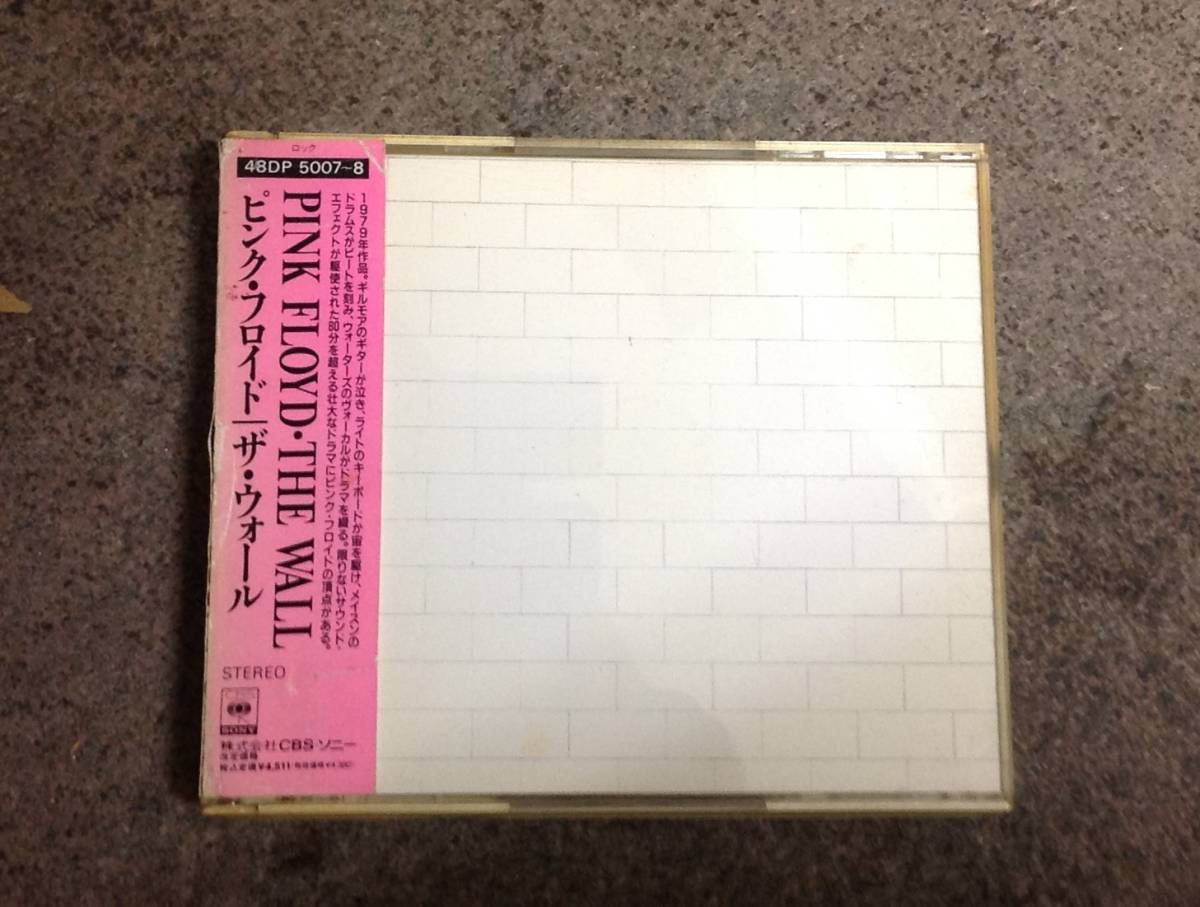 ロック
48DP 5007~8
1979年作品。ギルモアのギターが泣き、ライトのキーボードが宙を駆け、メイスンの
ドラムスがビートを刻み、ウォーターズのヴォーカルがドラマを綴る。限りないサウンド・
エフェクトが駆使された80分を超える壮大なドラマにピンク・フロイドの頂点がある。
PINK FLOYD・THE WALL
ピンク・フロイド/ザ・ウォール
STEREO
CBS
SONY
株式会社CBS・ソニー
税込定価¥4,511